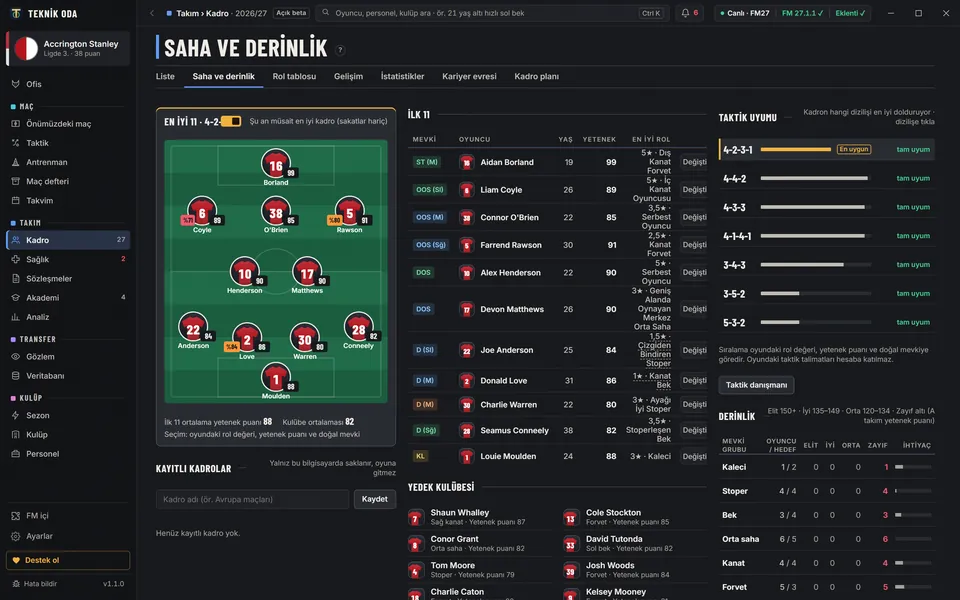 TEKNİK ODA
Takım › Kadro · 2026/27
Açık beta
Oyuncu, personel, kulüp ara · ör. 21 yaş altı hızlı sol bek
Ctrl K
6
Canlı · FM27
FM 27.1.1 ✓
Eklenti ✓
Accrington Stanley
Ligde 3. · 38 puan
Ofis
MAÇ
Önümüzdeki maç
Taktik
Antrenman
Maç defteri
Takvim
TAKIM
Kadro 27
Sağlık 2
Sözleşmeler
Akademi 4
Analiz
TRANSFER
Gözlem
Veritabanı
KULÜP
Sezon
Kulüp
Personel
FM içi
Ayarlar
Destek ol
Hata bildir v1.1.0
SAHA VE DERİNLİK ?
Liste
Saha ve derinlik
Rol tablosu
Gelişim
İstatistikler
Kariyer evresi
Kadro planı
EN İYİ 11 · 4-2-
Şu an müsait en iyi kadro (sakatlar hariç)
16 99
Borland
6 %71 89
Coyle
38 85
O'Brien
5 91
Rawson
10 90
Henderson
17 90
Matthews
22 84
Anderson
2 %84 86
Love
30 80
Warren
28 82
Conneely
1 88
Moulden
İlk 11 ortalama yetenek puanı 88 Kulübe ortalaması 82
Seçim: oyundaki rol değeri, yetenek puanı ve doğal mevki
KAYITLI KADROLAR
Yalnız bu bilgisayarda saklanır, oyuna gitmez
Kadro adı (ör. Avrupa maçları)
Kaydet
Henüz kayıtlı kadro yok.
İLK 11
MEVKİ OYUNCU YAŞ YETENEK EN İYİ ROL
ST (M) 16 Aidan Borland 19 99 5★ · Dış Kanat Forvet Değişti
OOS (Sl) 6 Liam Coyle 26 89 5★ · İç Kanat Oyuncusu Değişti
OOS (M) 38 Connor O'Brien 22 85 3,5★ · Serbest Oyuncu Değişti
OOS (Sğ) 5 Farrend Rawson 30 91 2,5★ · Kanat Forvet Değişti
DOS 10 Alex Henderson 22 90 5★ · Serbest Oyuncu Değişti
DOS 17 Devon Matthews 26 90 3★ · Geniş Alanda Oynayan Merkez Orta Saha Değişti
D (Sl) 22 Joe Anderson 25 84 1,5★ · Çizgiden Bindiren Stoper Değişti
D (M) 2 Donald Love 31 86 1★ · Kanat Bek Değişti
D (M) 30 Charlie Warren 22 80 3★ · Ayağı İyi Stoper Değişti
D (Sğ) 28 Seamus Conneely 38 82 3,5★ · Stoperleşen Bek Değişti
KL 1 Louie Moulden 24 88 3★ · Kaleci Değişti
YEDEK KULÜBESİ
7 Shaun Whalley
Sağ kanat · Yetenek puanı 87
13 Cole Stockton
Forvet · Yetenek puanı 85
8 Conor Grant
Orta saha · Yetenek puanı 82
33 David Tutonda
Sol bek · Yetenek puanı 82
4 Tom Moore
Stoper · Yetenek puanı 79
39 Josh Woods
Forvet · Yetenek puanı 84
18 Charlie Caton
9 Kelsey Mooney
TAKTİK UYUMU
Kadron hangi dizilişi en iyi dolduruyor · dizilişe tıkla
4-2-3-1 En uygun tam uyum
4-4-2 tam uyum
4-3-3 tam uyum
4-1-4-1 tam uyum
3-4-3 tam uyum
3-5-2 tam uyum
5-3-2 tam uyum
Sıralama oyundaki rol değeri, yetenek puanı ve doğal mevkiye
göredir. Oyundaki taktik talimatları hesaba katılmaz.
Taktik danışmanı
DERİNLİK
Elit 150+ · İyi 135–149 · Orta 120–134 · Zayıf altı (A takım yetenek puanı)
MEVKİ GRUBU OYUNCU / HEDEF ELİT İYİ ORTA ZAYIF İHTİYAÇ
Kaleci 1 / 2 0 0 0 1
Stoper 4 / 4 0 0 0 4
Bek 3 / 4 0 0 0 3
Orta saha 6 / 5 0 0 0 6
Kanat 4 / 4 0 0 0 4
Forvet 5 / 3 0 0 0 5